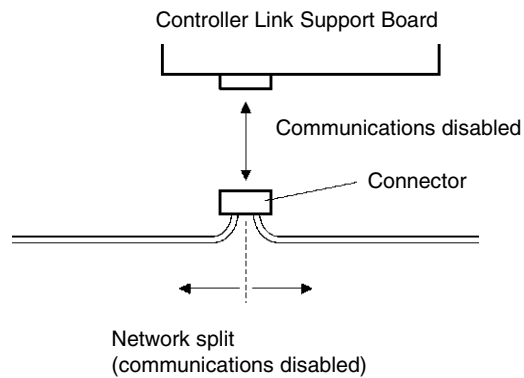 Controller Link Support Board
Communications disabled
Connector
Network split
(communications disabled)